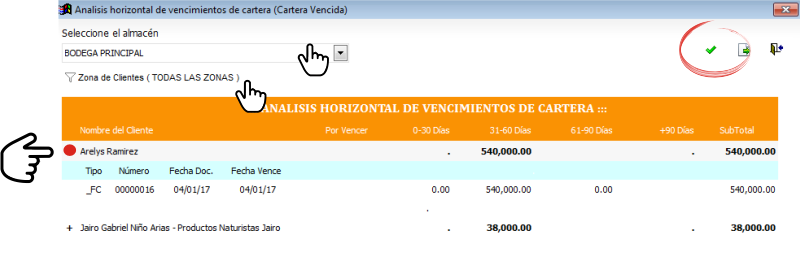 Analisis horizontal de vencimientos de cartera (Cartera Vencida)
Seleccione el almacén
BODEGA PRINCIPAL
Zona de Clientes ( TODAS LAS ZONAS )
ANALISIS HORIZONTAL DE VENCIMIENTOS DE CARTERA :::
Nombre del Cliente Por Vencer 0-30 Días 31-60 Días 61-90 Días +90 Días SubTotal
Arelys Ramirez . 540,000.00 . 540,000.00
Tipo Número Fecha Doc. Fecha Vence
_FC 00000016 04/01/17 04/01/17 0.00 540,000.00 0.00 540,000.00
.
+ Jairo Gabriel Niño Arias - Productos Naturistas Jairo . 38,000.00 . 38,000.00